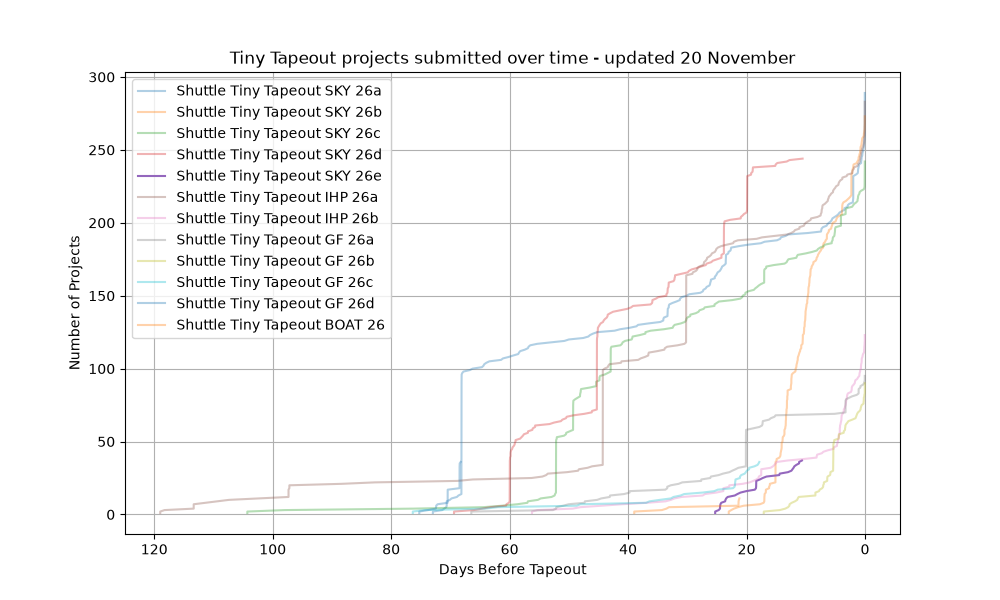 Tiny Tapeout projects submitted over time - updated 20 November
300
250
200
150
100
50
0
Number of Projects
Shuttle Tiny Tapeout SKY 26a
Shuttle Tiny Tapeout SKY 26b
Shuttle Tiny Tapeout SKY 26c
Shuttle Tiny Tapeout SKY 26d
Shuttle Tiny Tapeout SKY 26e
Shuttle Tiny Tapeout IHP 26a
Shuttle Tiny Tapeout IHP 26b
Shuttle Tiny Tapeout GF 26a
Shuttle Tiny Tapeout GF 26b
Shuttle Tiny Tapeout GF 26c
Shuttle Tiny Tapeout GF 26d
Shuttle Tiny Tapeout BOAT 26
120 100 80 60 40 20 0
Days Before Tapeout